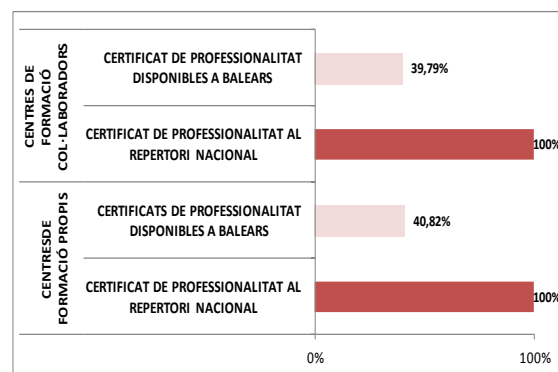 CENTRES DE
FORMACIÓ
COL·LABORADORS
CERTIFICAT DE PROFESSIONALITAT
DISPONIBLES A BALEARS
39,79%
CERTIFICAT DE PROFESSIONALITAT AL
REPERTORI NACIONAL
100%
CENTRESDE
FORMACIÓ PROPIS
CERTIFICATS DE PROFESSIONALITAT
DISPONIBLES A BALEARS
40,82%
CERTIFICAT DE PROFESSIONALITAT AL
REPERTORI NACIONAL
100%
0%
100%